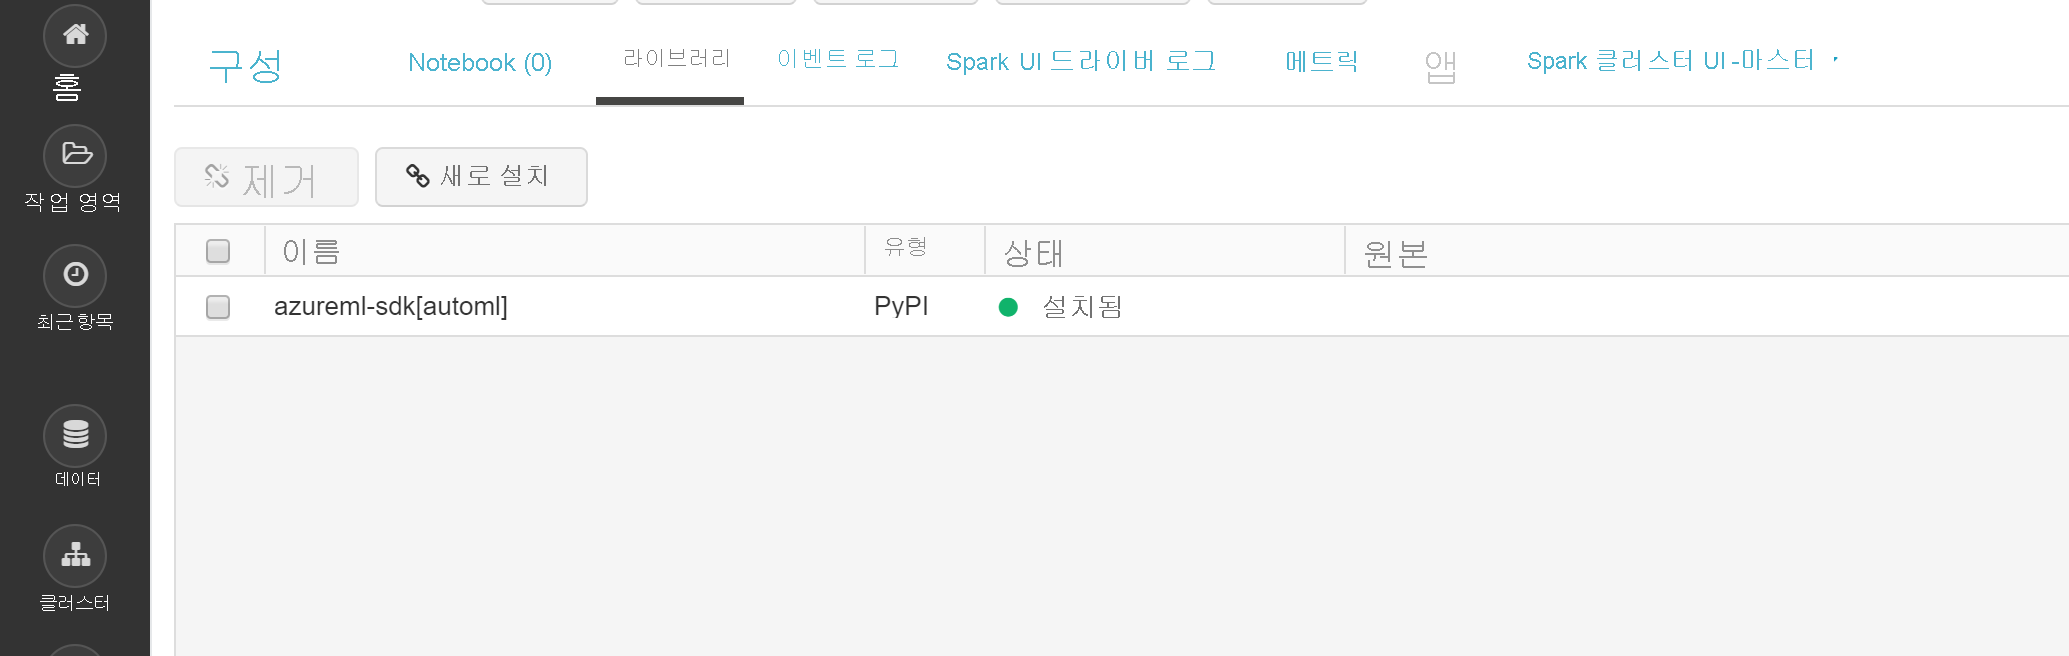 구성 Notebook (0) 라이브러리 이벤트 로그 Spark UI 드라이버 로그 메트릭 앱 Spark 클러스터 UI -마스터
홈
작업 영역
최근 항목
데이터
클러스터
제거 새로 설치
이름 유형 상태 원본
azureml-sdk[automl] PyPI 설치됨